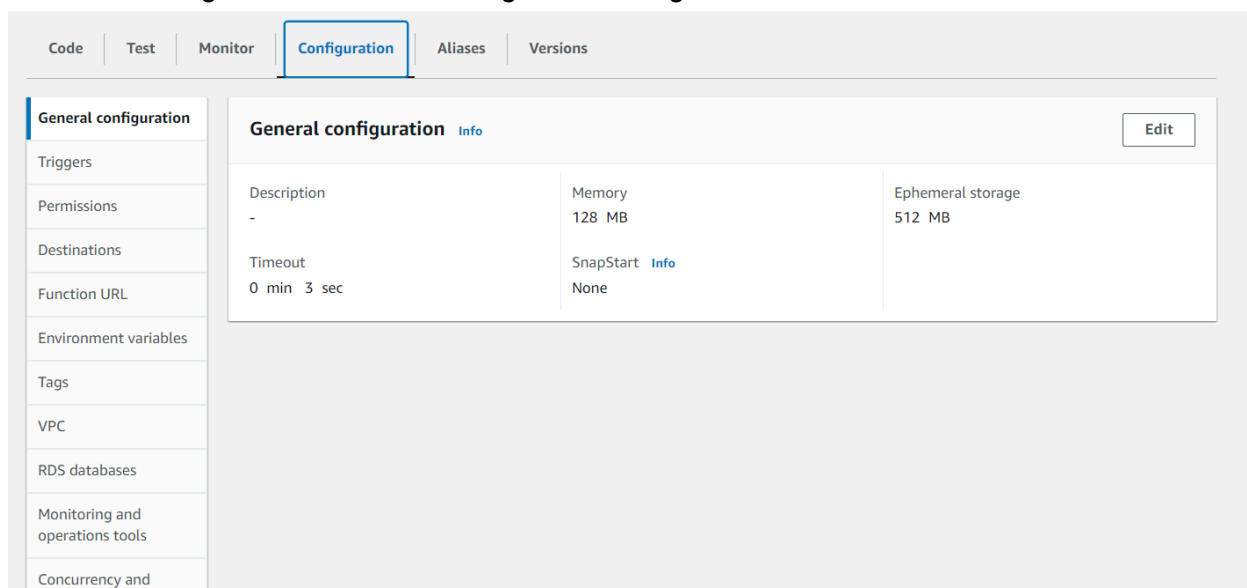 Code Test Monitor Configuration Aliases Versions
General configuration
Triggers
Permissions
Destinations
Function URL
Environment variables
Tags
VPC
RDS databases
Monitoring and
operations tools
Concurrency and
General configuration Info
Edit
Description
-
Memory
128 MB
Ephemeral storage
512 MB
Timeout
0 min 3 sec
SnapStart Info
None